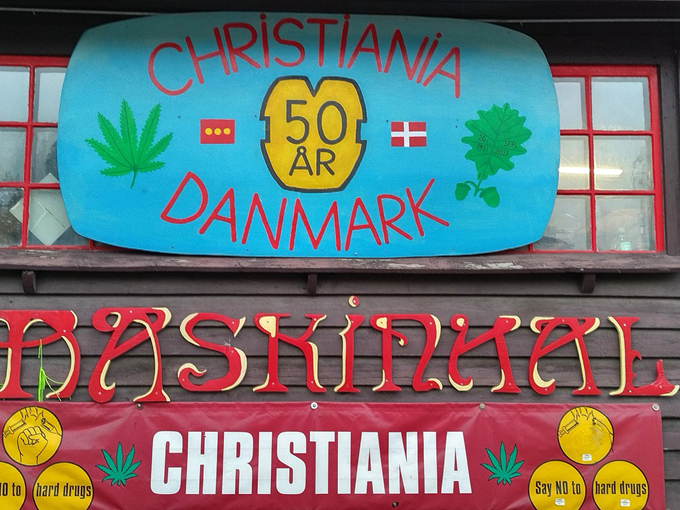 CHRiSTiANiA
50
ÅR
DANMARK
MASKiNHAL
CHRISTIANIA
NO to
hard drugs
Say NO to
hard drugs